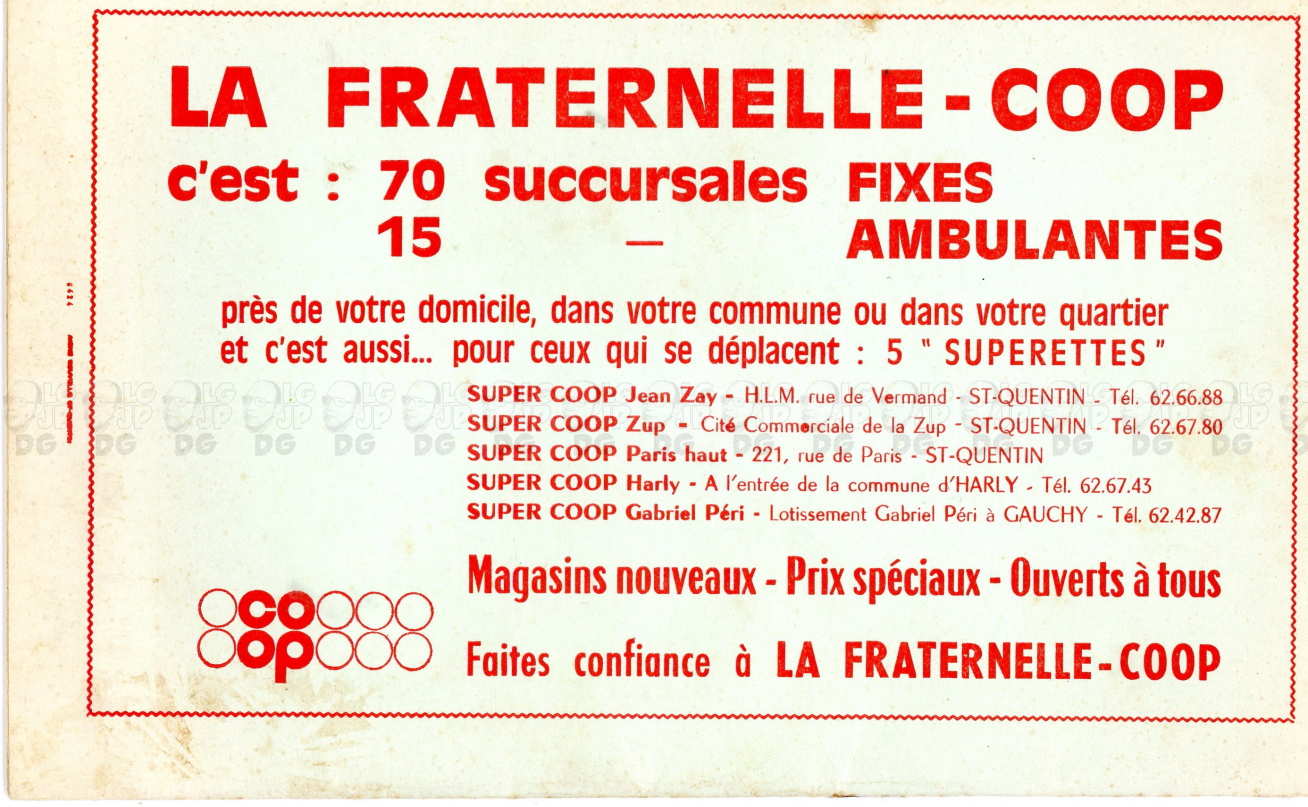 LA FRATERNELLE - COOP
c'est : 70 succursales FIXES
15 — AMBULANTES
près de votre domicile, dans votre commune ou dans votre quartier
et c'est aussi... pour ceux qui se déplacent : 5 " SUPERETTES "
SUPER COOP Jean Zay - H.L.M. rue de Vermand - ST-QUENTIN - Tél. 62.66.88
SUPER COOP Zup - Cité Commerciale de la Zup - ST-QUENTIN - Tél. 62.67.80
SUPER COOP Paris haut - 221, rue de Paris - ST-QUENTIN
SUPER COOP Harly - A l'entrée de la commune d'HARLY - Tél. 62.67.43
SUPER COOP Gabriel Péri - Lotissement Gabriel Péri à GAUCHY - Tél. 62.42.87
Magasins nouveaux - Prix spéciaux - Ouverts à tous
co
op
Faites confiance à LA FRATERNELLE - COOP
LG
JP
DG